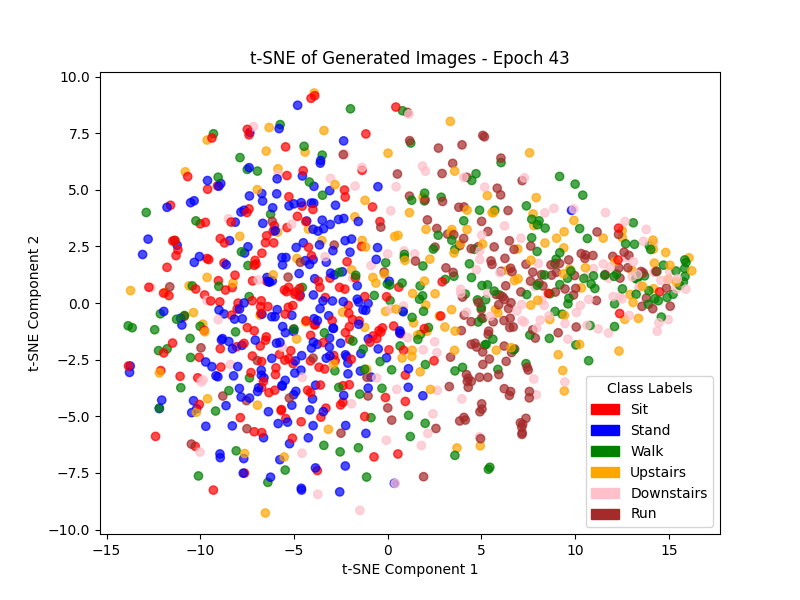 t-SNE of Generated Images - Epoch 43
10.0
7.5
5.0
2.5
0.0
−2.5
−5.0
−7.5
−10.0
t-SNE Component 2
Class Labels
Sit
Stand
Walk
Upstairs
Downstairs
Run
−15 −10 −5 0 5 10 15
t-SNE Component 1